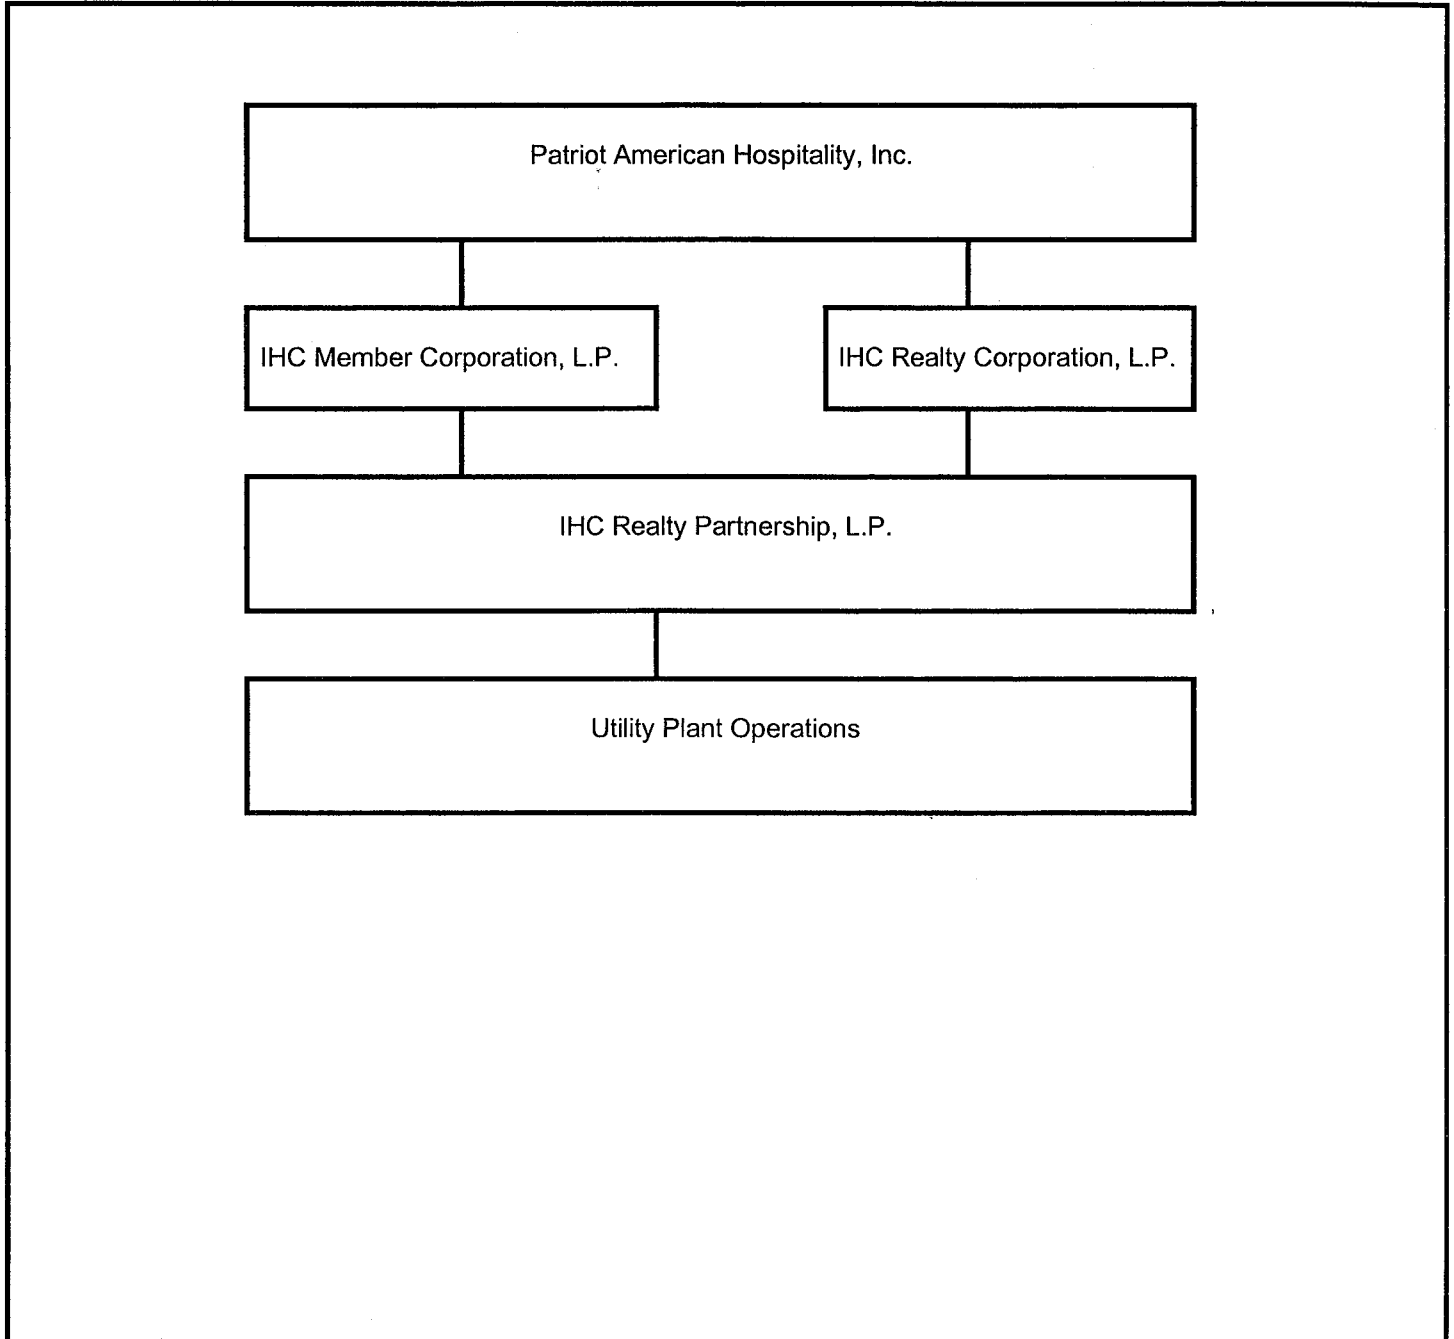 Patriot American Hospitality, Inc.
IHC Member Corporation, L.P.
IHC Realty Corporation, L.P.
IHC Realty Partnership, L.P.
Utility Plant Operations